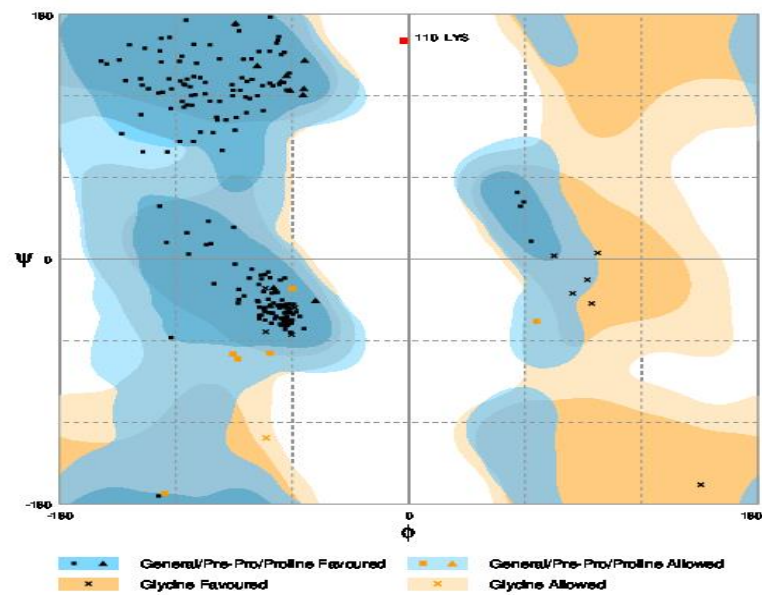 180
110 LYS
Ψ 0
-180
-180 0 180
Φ
General/Pre-Pro/Proline Favoured General/Pre-Pro/Proline Allowed
Glycine Favoured Glycine Allowed